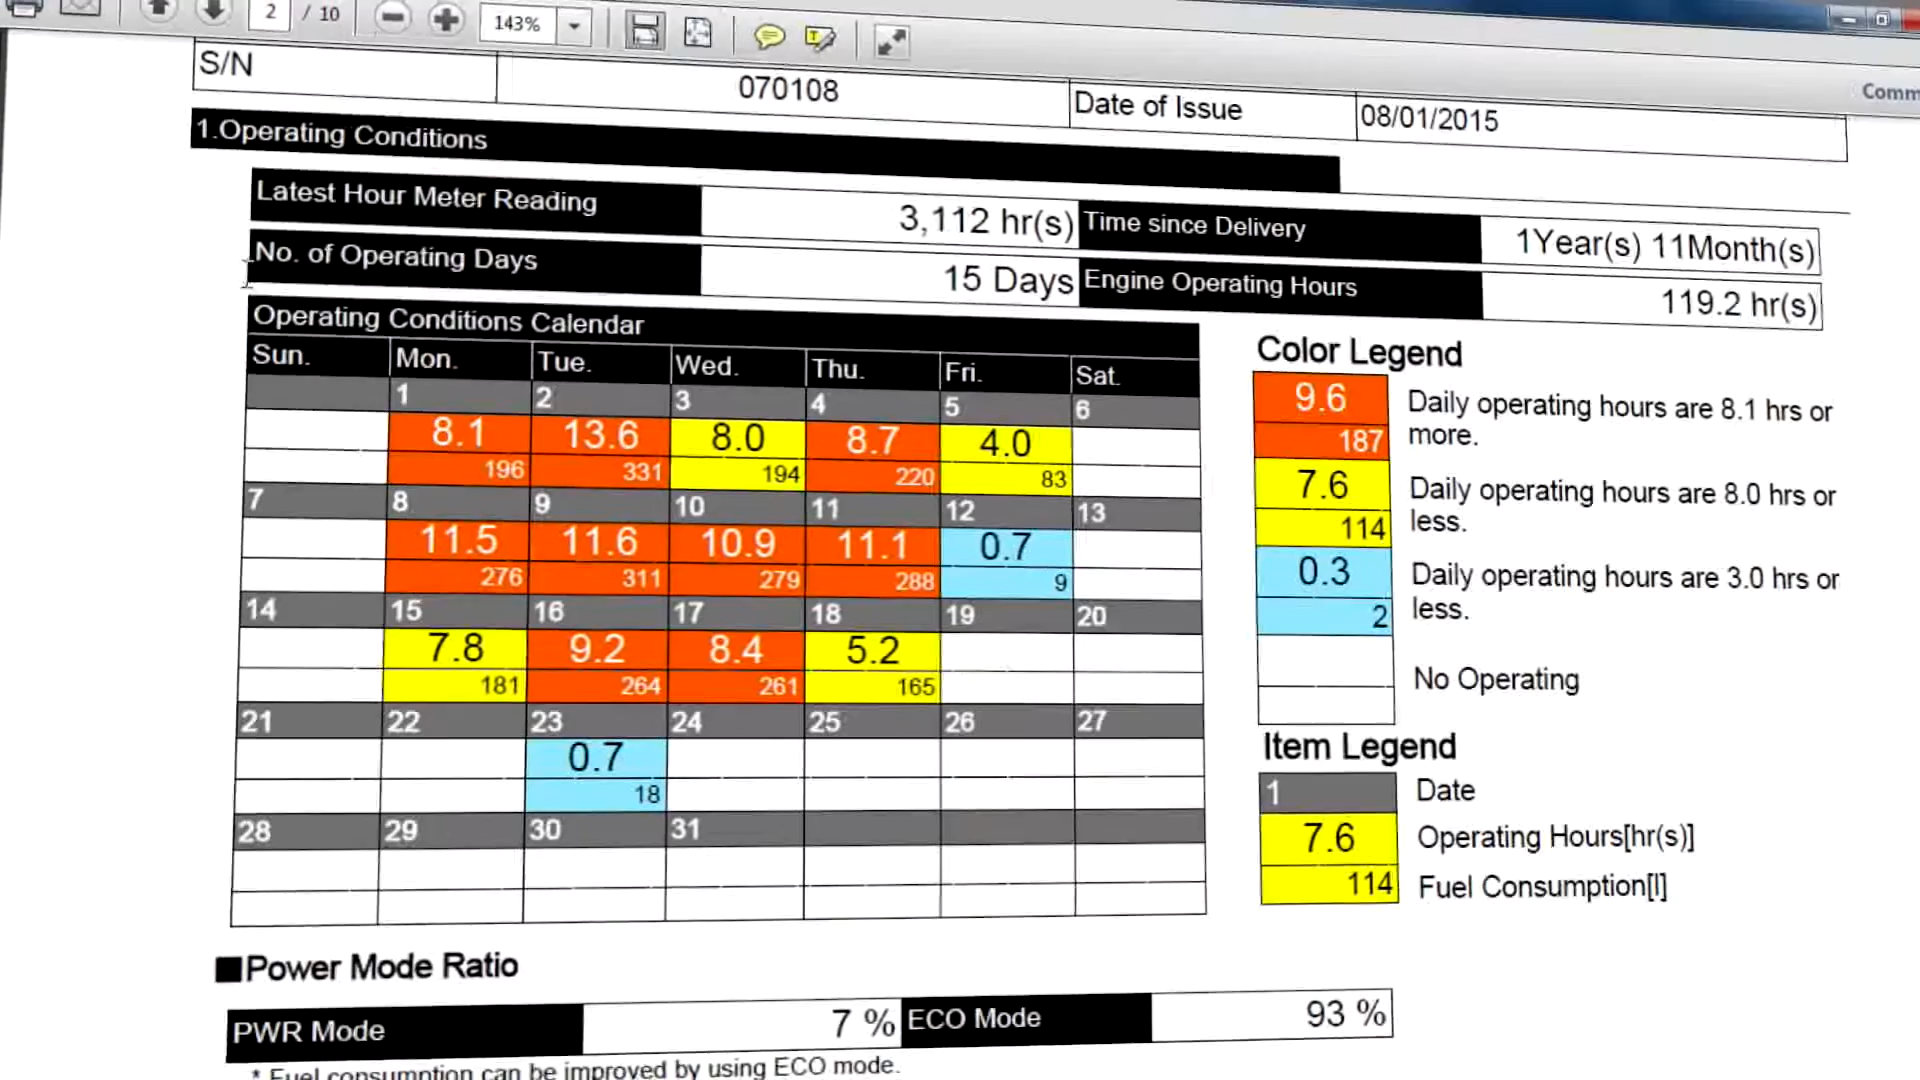 2 / 10 143%
Comm
S/N 070108 Date of Issue 08/01/2015
1.Operating Conditions
Latest Hour Meter Reading 3,112 hr(s) Time since Delivery 1Year(s) 11Month(s)
No. of Operating Days 15 Days Engine Operating Hours 119.2 hr(s)
Operating Conditions Calendar
Sun. Mon. Tue. Wed. Thu. Fri. Sat.
1 2 3 4 5 6
8.1 13.6 8.0 8.7 4.0
196 331 194 220 83
7 8 9 10 11 12 13
11.5 11.6 10.9 11.1 0.7
276 311 279 288 9
14 15 16 17 18 19 20
7.8 9.2 8.4 5.2
181 264 261 165
21 22 23 24 25 26 27
0.7
18
28 29 30 31
Color Legend
9.6 Daily operating hours are 8.1 hrs or
187 more.
7.6 Daily operating hours are 8.0 hrs or
114 less.
0.3 Daily operating hours are 3.0 hrs or
2 less.
No Operating
Item Legend
1 Date
7.6 Operating Hours[hr(s)]
114 Fuel Consumption[l]
■Power Mode Ratio
PWR Mode 7 % ECO Mode 93 %
* Fuel consumption can be improved by using ECO mode.